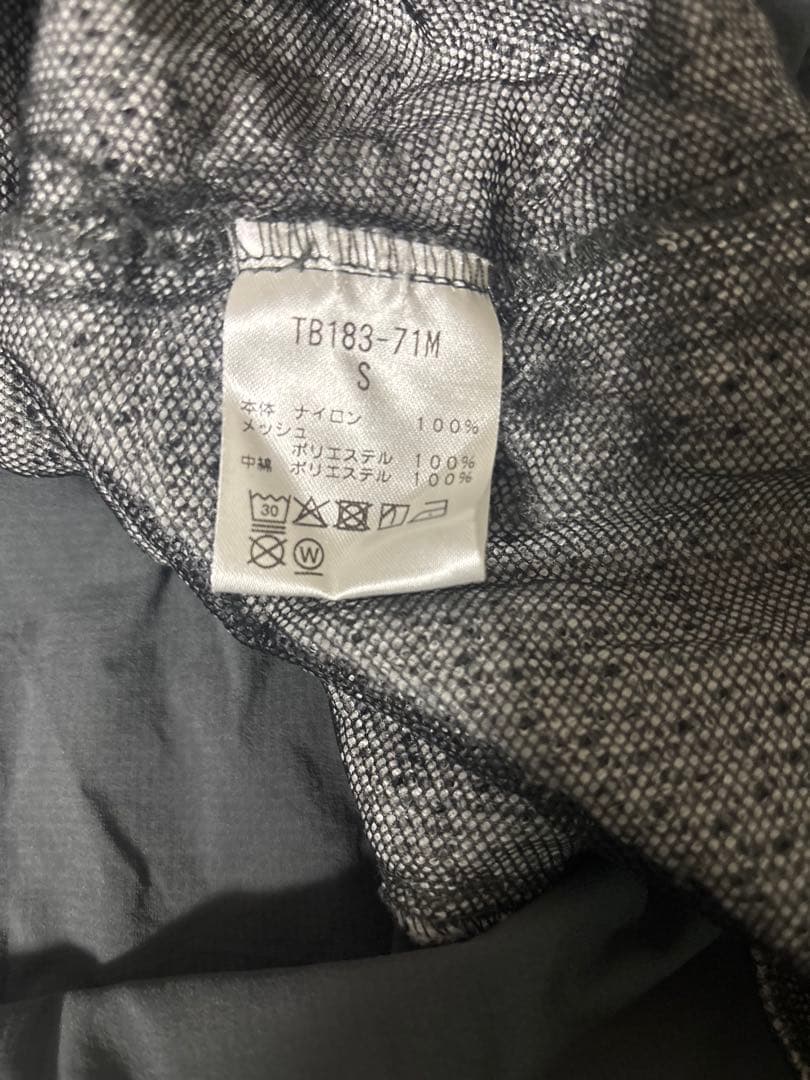 TB183-71M
S
本体 ナイロン 100%
メッシュ
ポリエステル 100%
中綿 ポリエステル 100%
30
W